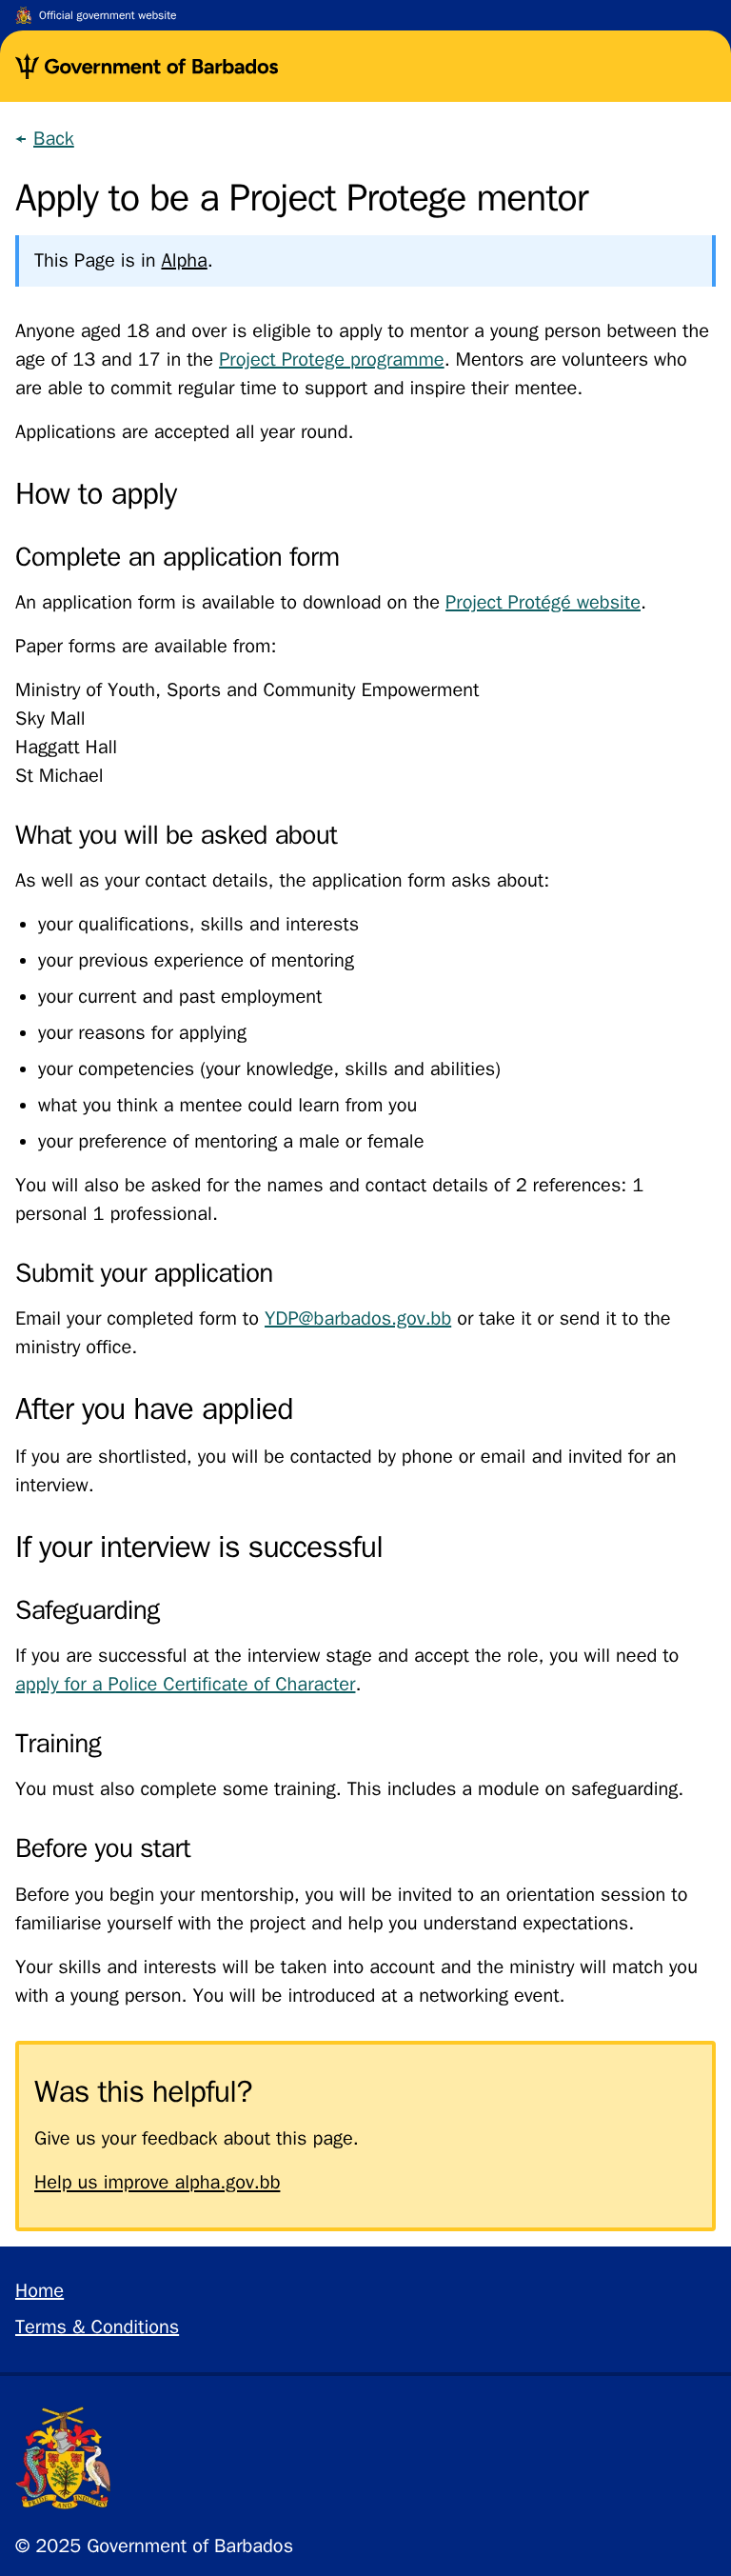 Official government website
Government of Barbados
← Back
Apply to be a Project Protege mentor
This Page is in Alpha.
Anyone aged 18 and over is eligible to apply to mentor a young person between the
age of 13 and 17 in the Project Protege programme. Mentors are volunteers who
are able to commit regular time to support and inspire their mentee.
Applications are accepted all year round.
How to apply
Complete an application form
An application form is available to download on the Project Protégé website.
Paper forms are available from:
Ministry of Youth, Sports and Community Empowerment
Sky Mall
Haggatt Hall
St Michael
What you will be asked about
As well as your contact details, the application form asks about:
• your qualifications, skills and interests
• your previous experience of mentoring
• your current and past employment
• your reasons for applying
• your competencies (your knowledge, skills and abilities)
• what you think a mentee could learn from you
• your preference of mentoring a male or female
You will also be asked for the names and contact details of 2 references: 1
personal 1 professional.
Submit your application
Email your completed form to YDP@barbados.gov.bb or take it or send it to the
ministry office.
After you have applied
If you are shortlisted, you will be contacted by phone or email and invited for an
interview.
If your interview is successful
Safeguarding
If you are successful at the interview stage and accept the role, you will need to
apply for a Police Certificate of Character.
Training
You must also complete some training. This includes a module on safeguarding.
Before you start
Before you begin your mentorship, you will be invited to an orientation session to
familiarise yourself with the project and help you understand expectations.
Your skills and interests will be taken into account and the ministry will match you
with a young person. You will be introduced at a networking event.
Was this helpful?
Give us your feedback about this page.
Help us improve alpha.gov.bb
Home
Terms & Conditions
PRIDE AND INDUSTRY
© 2025 Government of Barbados